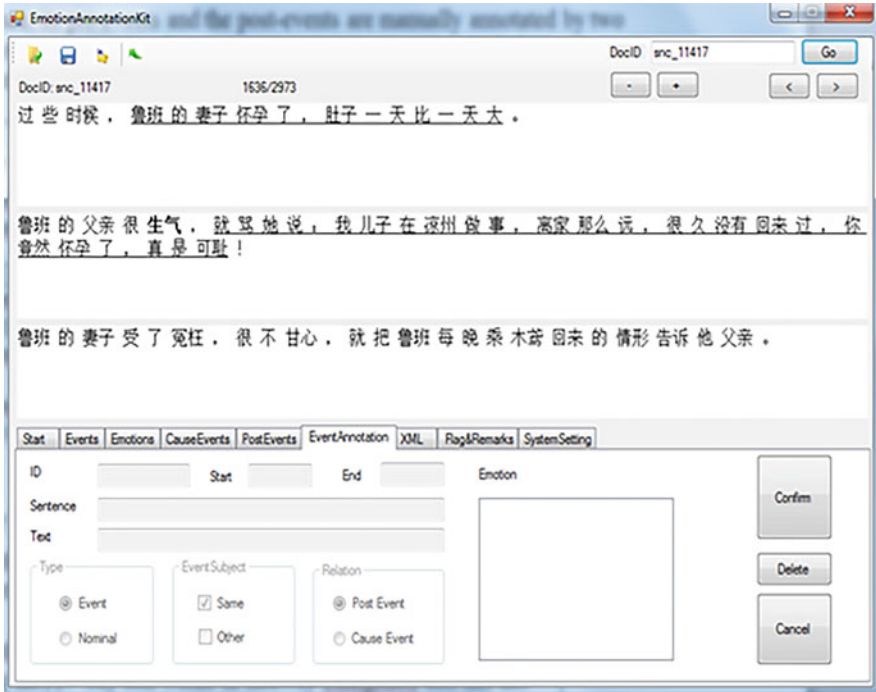 EmotionAnnotationKit
and the post-events are manually annotated by two
DocID snc_11417 Go
DocID: snc_11417 1636/2973 - + < >
过 些 时候 ， 鲁班 的 妻子 怀孕 了 ， 肚子 一 天 比 一 天 大 。
鲁班 的 父亲 很 生气 ， 就 骂 她 说 ： 我 儿子 在 凉州 做 事 ， 离家 那么 远 ， 很 久 没有 回来 过 ， 你
竟然 怀孕 了 ， 真 是 可耻 ！
鲁班 的 妻子 受 了 冤枉 ， 很 不 甘心 ， 就 把 鲁班 每 晚 乘 木鸢 回来 的 情形 告诉 他 父亲 。
Start Events Emotions CauseEvents PostEvents EventAnnotation XML Flag&Remarks SystemSetting
ID Start End Emotion
Sentence
Text
Confirm
Type EventSubject Relation
Event Same Post Event
Nominal Other Cause Event
Delete
Cancel